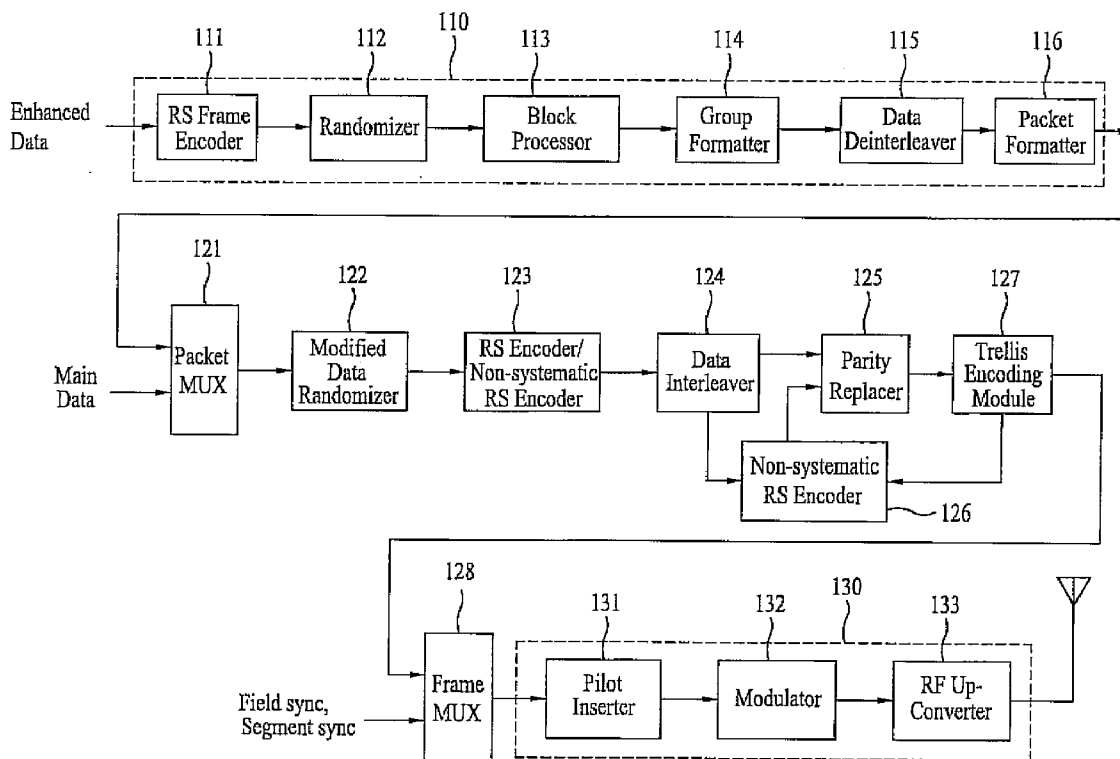 110
111
112
113
114
115
116
Enhanced
Data
RS Frame
Encoder
Randomizer
Block
Processor
Group
Formatter
Data
Deinterleaver
Packet
Formatter
121
122
123
124
125
127
Main
Data
Packet
MUX
Modified
Data
Randomizer
RS Encoder/
Non-systematic
RS Encoder
Data
Interleaver
Parity
Replacer
Trellis
Encoding
Module
Non-systematic
RS Encoder
126
128
130
131
132
133
Field sync,
Segment sync
Frame
MUX
Pilot
Inserter
Modulator
RF Up-
Converter